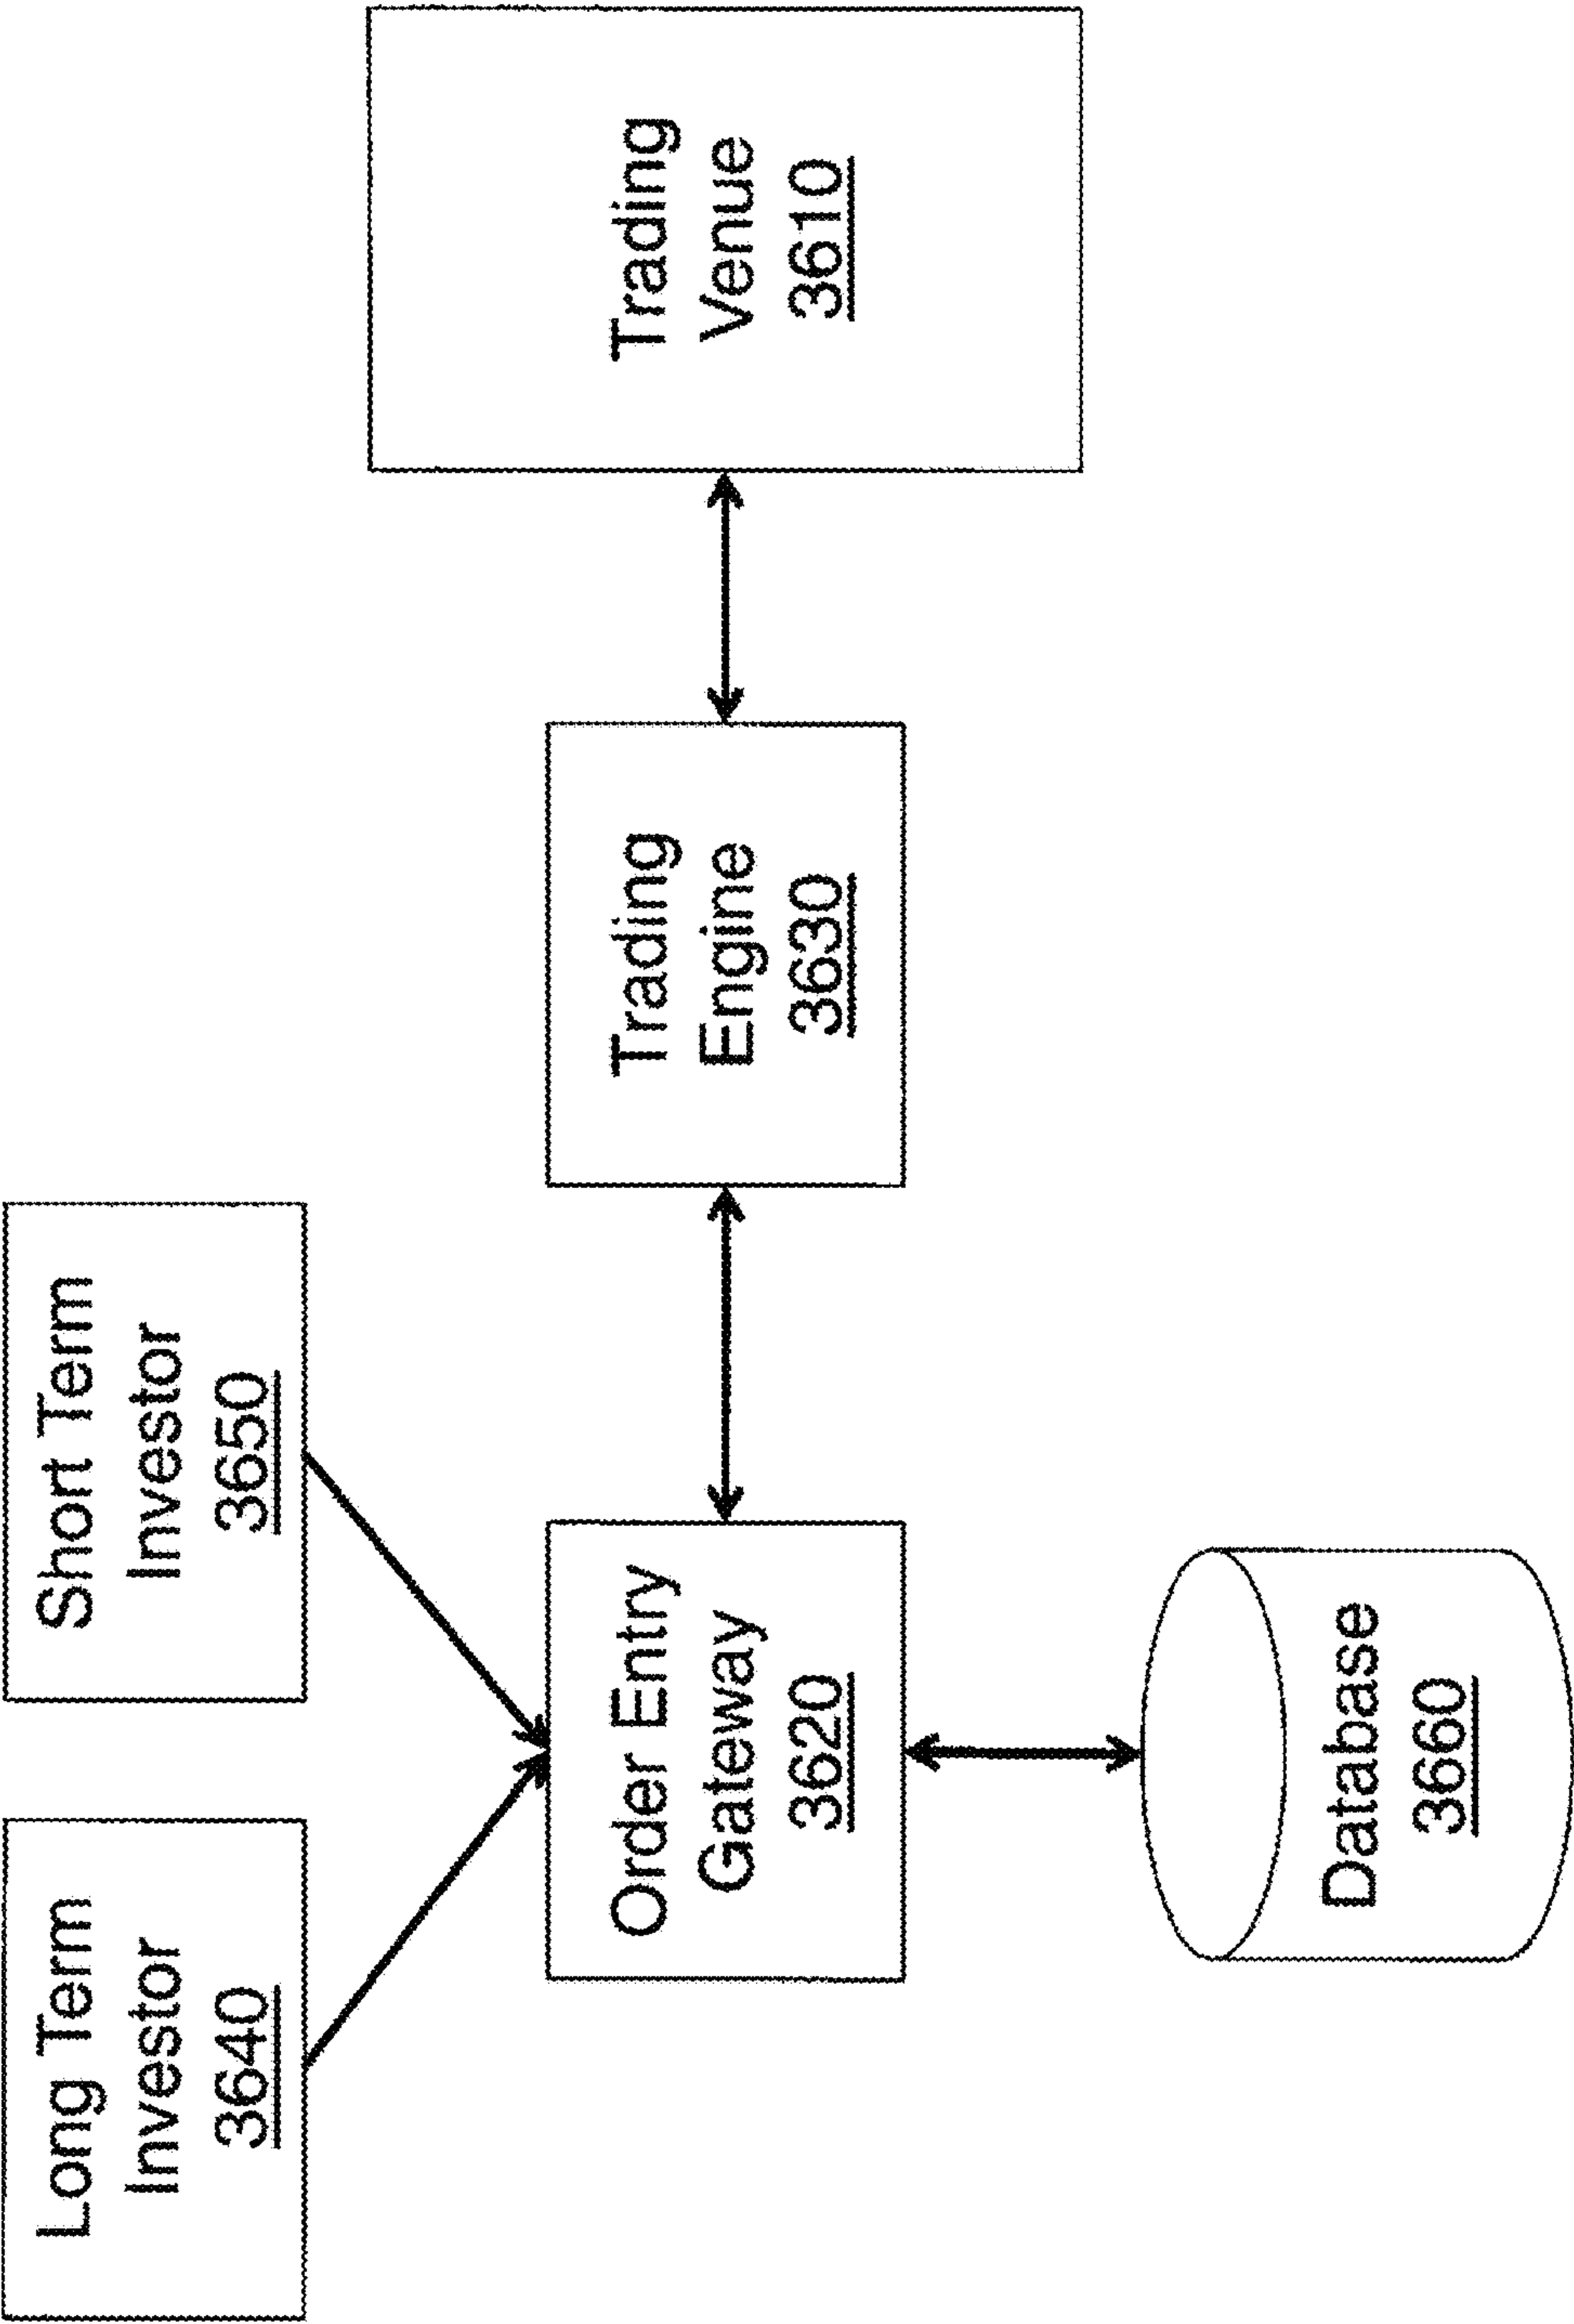 Long Term
Investor
3640
Short Term
Investor
3650
Order Entry
Gateway
3620
Trading
Engine
3630
Trading
Venue
3610
Database
3660